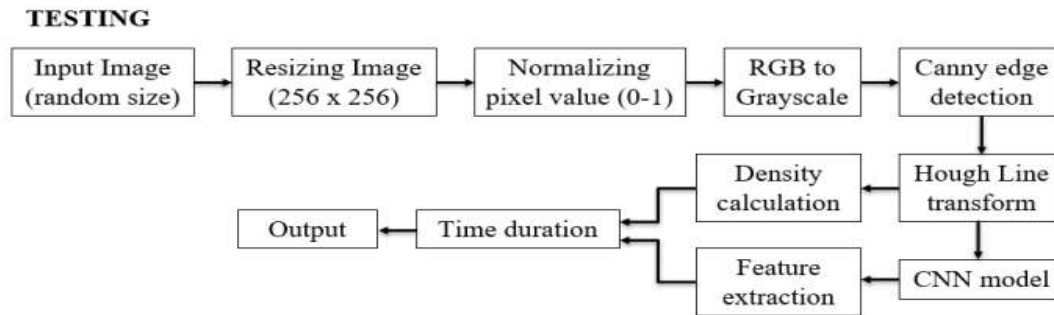 TESTING
Input Image
(random size)
Resizing Image
(256 x 256)
Normalizing
pixel value (0-1)
RGB to
Grayscale
Canny edge
detection
Hough Line
transform
Density
calculation
CNN model
Feature
extraction
Time duration
Output